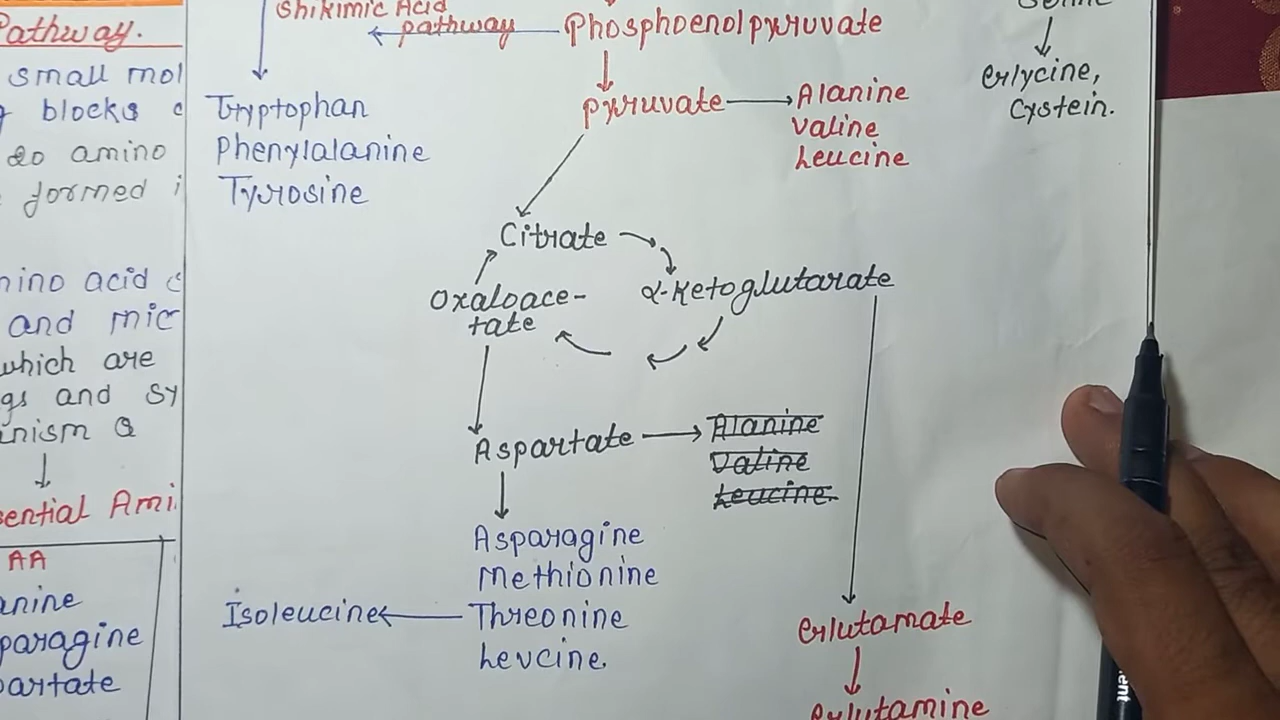 Pathway.
small mol
blocks c
20 amino
formed i
mino acid c
and mic
which are
gs and sy
nism &
sential Ami
AA
anine
paragine
partate
Shikimic Acid
pathway
Phosphoenolpyruvate
Tryptophan
Phenylalanine
Tyrosine
pyruvate
Alanine
Valine
Leucine
Glycine,
Cystein.
Citrate
Oxaloace-
tate
α-Ketoglutarate
Aspartate
Alanine
Valine
Leucine.
Asparagine
Methionine
Threonine
Levcine.
Isoleucine
Glutamate
Glutamine